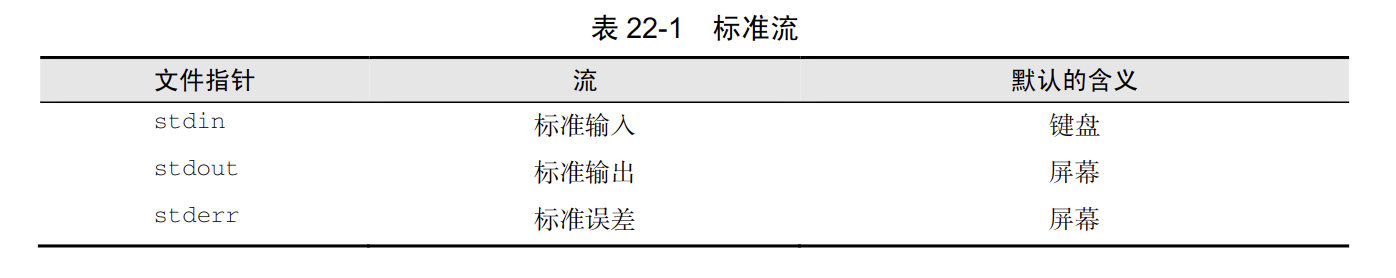 表 22-1 标准流
文件指针 流 默认的含义
stdin 标准输入 键盘
stdout 标准输出 屏幕
stderr 标准误差 屏幕